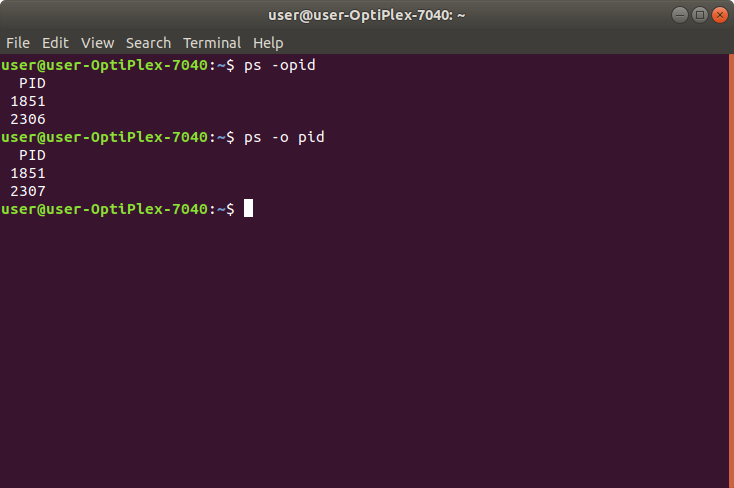 user@user-OptiPlex-7040: ~
File Edit View Search Terminal Help
user@user-OptiPlex-7040:~$ ps -opid
  PID
 1851
 2306
user@user-OptiPlex-7040:~$ ps -o pid
  PID
 1851
 2307
user@user-OptiPlex-7040:~$